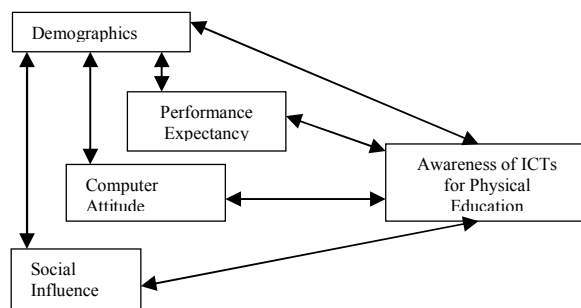 Demographics
Performance
Expectancy
Awareness of ICTs
for Physical
Education
Computer
Attitude
Social
Influence